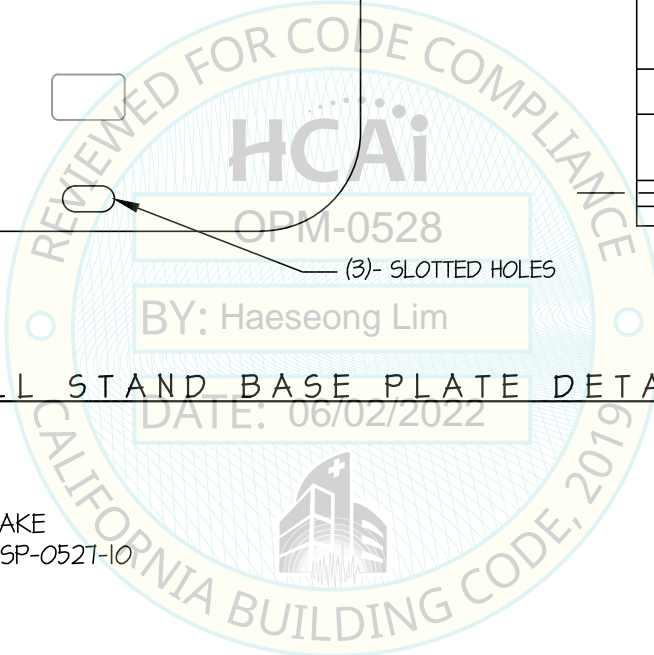 REVIEWED FOR CODE COMPLIANCE
HCAi
OPM-0528
(3)- SLOTTED HOLES
BY: Haeseong Lim
LL STAND BASE PLATE DETA
DATE: 06/02/2022
AKE
SP-0527-10
CALIFORNIA BUILDING CODE, 2019